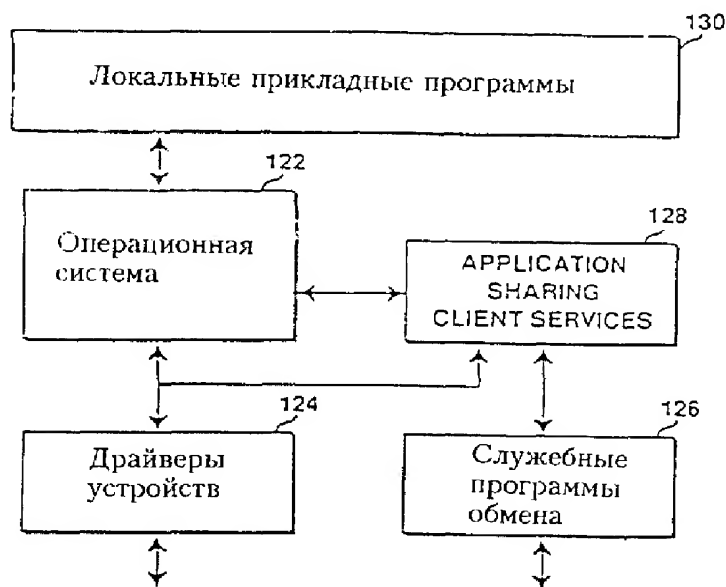 130
Локальные прикладные программы
122
Операционная
система
128
APPLICATION
SHARING
CLIENT SERVICES
124
Драйверы
устройств
126
Служебные
программы
обмена